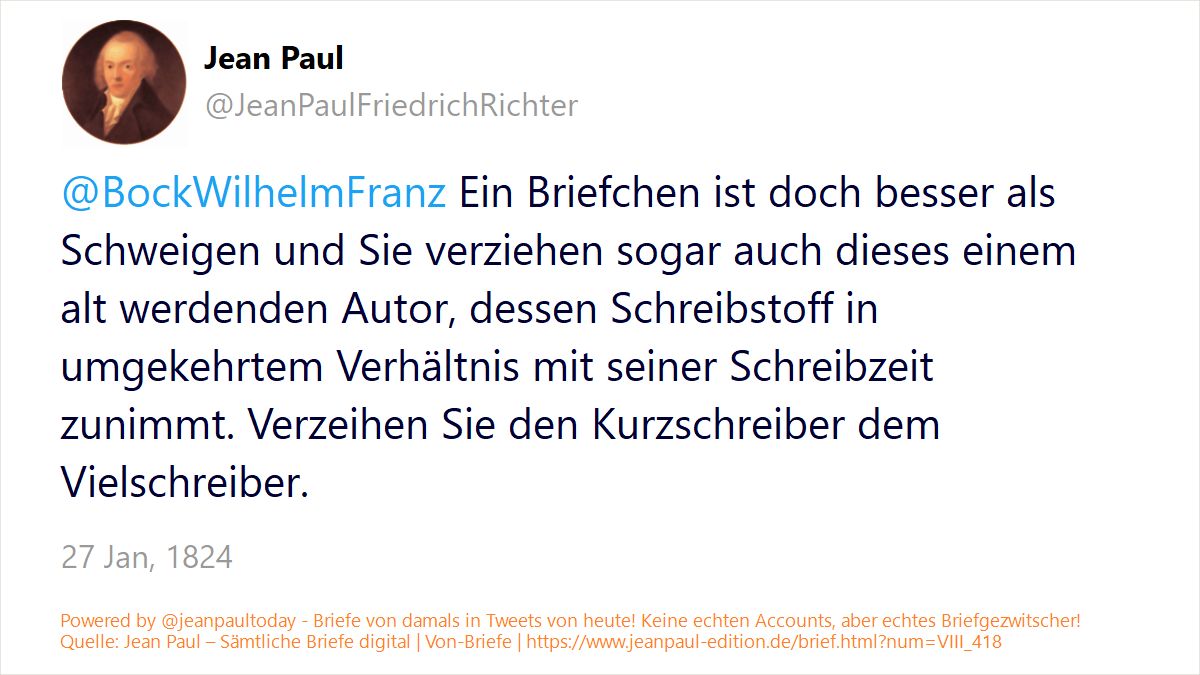 Jean Paul
@JeanPaulFriedrichRichter
@BockWilhelmFranz Ein Briefchen ist doch besser als
Schweigen und Sie verziehen sogar auch dieses einem
alt werdenden Autor, dessen Schreibstoff in
umgekehrtem Verhältnis mit seiner Schreibzeit
zunimmt. Verzeihen Sie den Kurzschreiber dem
Vielschreiber.
27 Jan, 1824
Powered by @jeanpaultoday - Briefe von damals in Tweets von heute! Keine echten Accounts, aber echtes Briefgezwitscher!
Quelle: Jean Paul – Sämtliche Briefe digital | Von-Briefe | https://www.jeanpaul-edition.de/brief.html?num=VIII_418